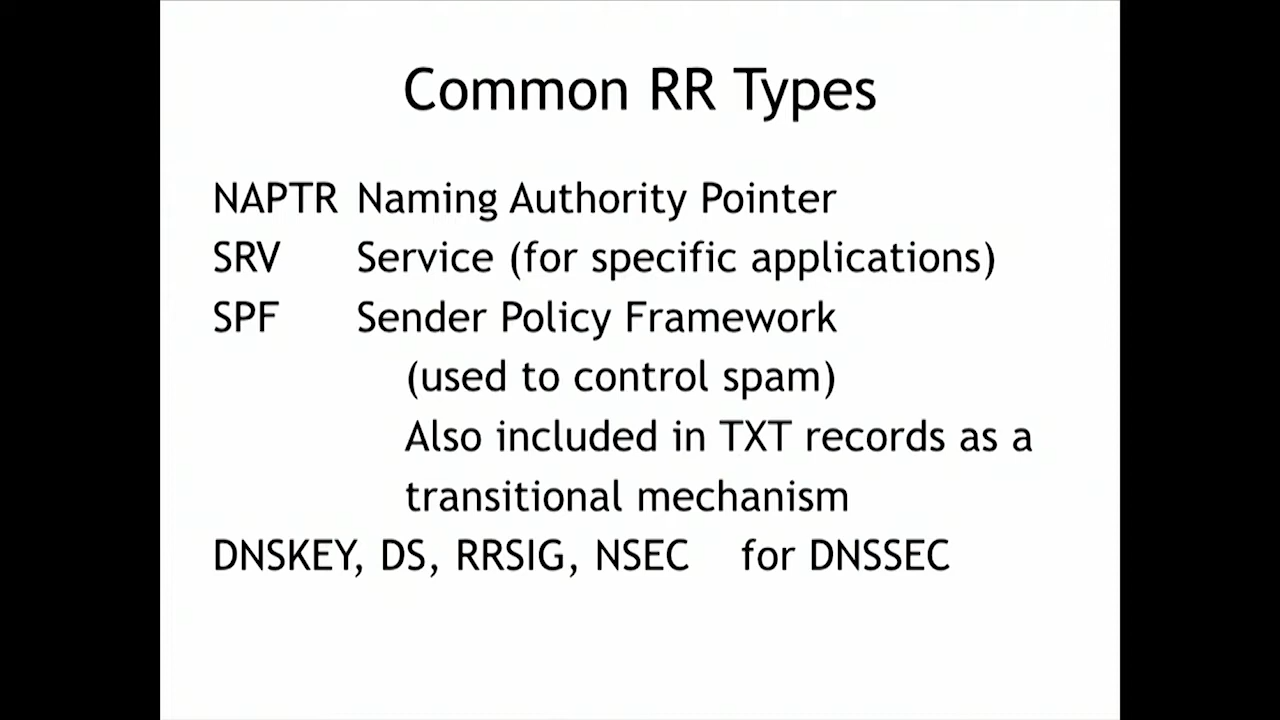 Common RR Types
NAPTR Naming Authority Pointer
SRV Service (for specific applications)
SPF Sender Policy Framework
(used to control spam)
Also included in TXT records as a
transitional mechanism
DNSKEY, DS, RRSIG, NSEC for DNSSEC